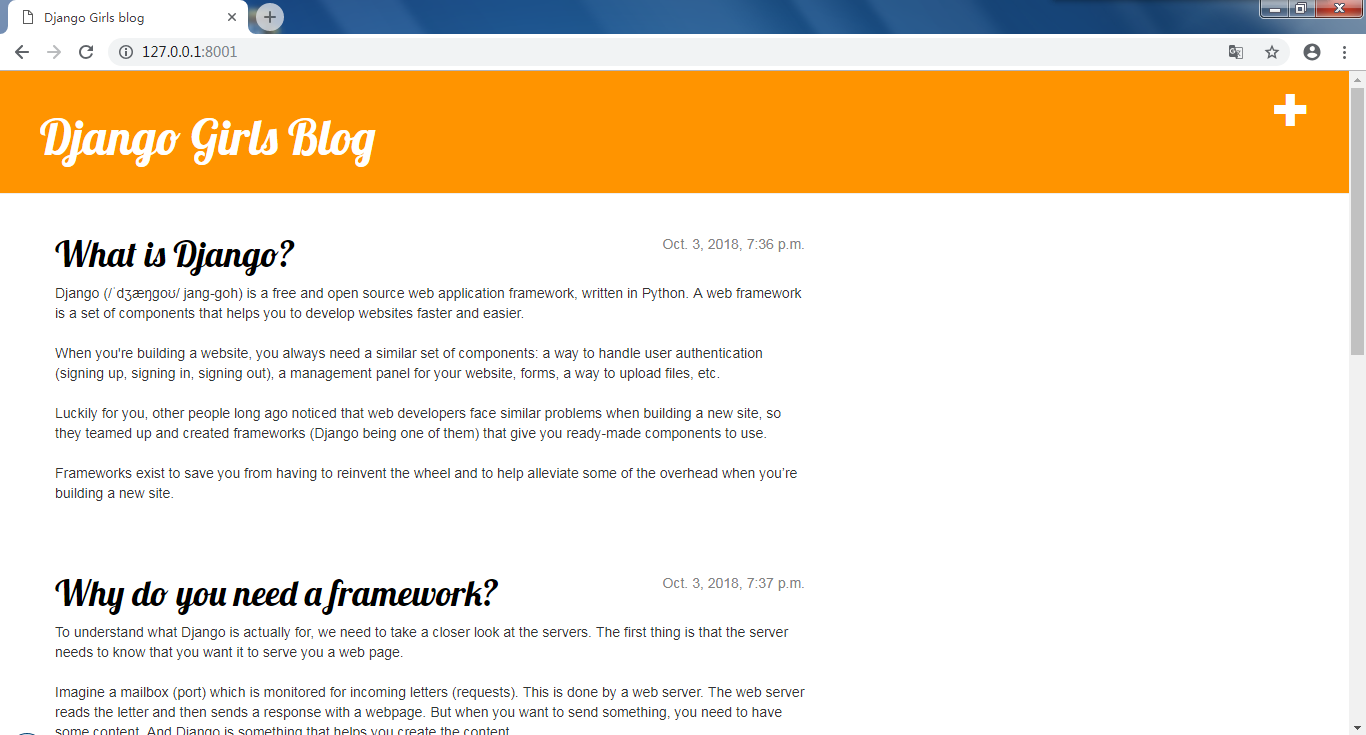 Django Girls blog
127.0.0.1:8001
Django Girls Blog
What is Django?
Oct. 3, 2018, 7:36 p.m.
Django (/ˈdʒæŋɡoʊ/ jang-goh) is a free and open source web application framework, written in Python. A web framework
is a set of components that helps you to develop websites faster and easier.
When you're building a website, you always need a similar set of components: a way to handle user authentication
(signing up, signing in, signing out), a management panel for your website, forms, a way to upload files, etc.
Luckily for you, other people long ago noticed that web developers face similar problems when building a new site, so
they teamed up and created frameworks (Django being one of them) that give you ready-made components to use.
Frameworks exist to save you from having to reinvent the wheel and to help alleviate some of the overhead when you’re
building a new site.
Why do you need a framework?
Oct. 3, 2018, 7:37 p.m.
To understand what Django is actually for, we need to take a closer look at the servers. The first thing is that the server
needs to know that you want it to serve you a web page.
Imagine a mailbox (port) which is monitored for incoming letters (requests). This is done by a web server. The web server
reads the letter and then sends a response with a webpage. But when you want to send something, you need to have
some content. And Django is something that helps you create the content.